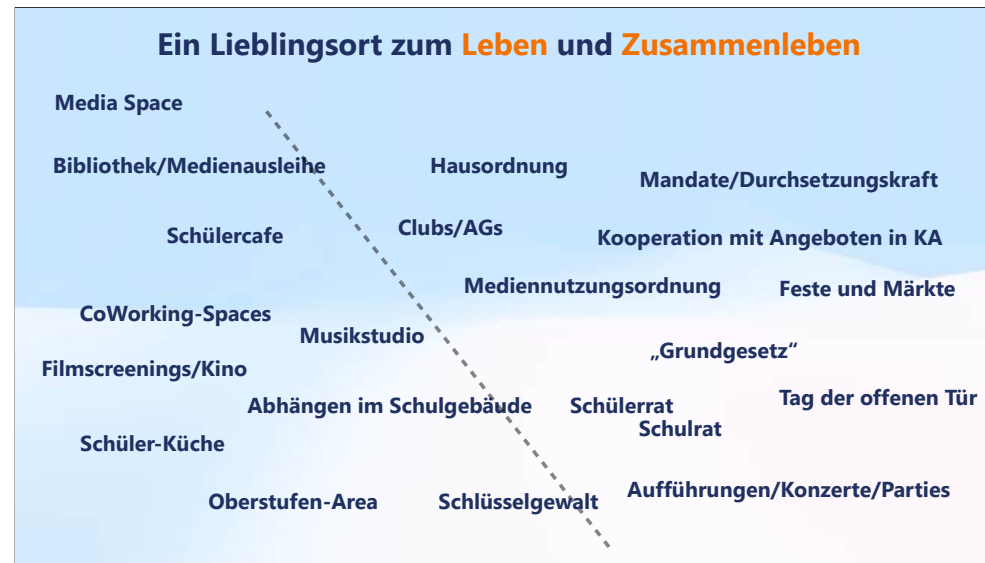 Ein Lieblingsort zum Leben und Zusammenleben
Media Space
Bibliothek/Medienausleihe
Hausordnung
Mandate/Durchsetzungskraft
Schülercafe
Clubs/AGs
Kooperation mit Angeboten in KA
Mediennutzungsordnung
Feste und Märkte
CoWorking-Spaces
Musikstudio
„Grundgesetz“
Filmscreenings/Kino
Abhängen im Schulgebäude
Schülerrat
Tag der offenen Tür
Schulrat
Schüler-Küche
Oberstufen-Area
Schlüsselgewalt
Aufführungen/Konzerte/Parties